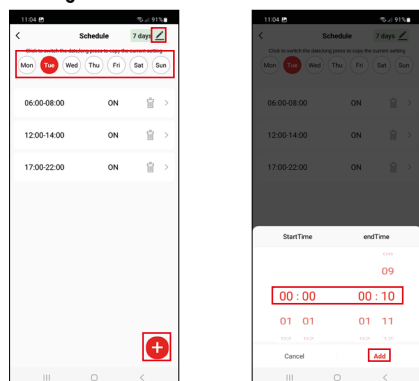 11:04 91%
Schedule 7 days
Click to switch the date,long press to copy the current setting
Mon Tue Wed Thu Fri Sat Sun
06:00-08:00 ON
12:00-14:00 ON
17:00-22:00 ON
11:04 91%
Schedule 7 days
Click to switch the date,long press to copy the current setting
Mon Tue Wed Thu Fri Sat Sun
06:00-08:00 ON
12:00-14:00 ON
17:00-22:00 ON
StartTime endTime
09
00 : 00 00 : 10
01 01 01 11
Cancel Add